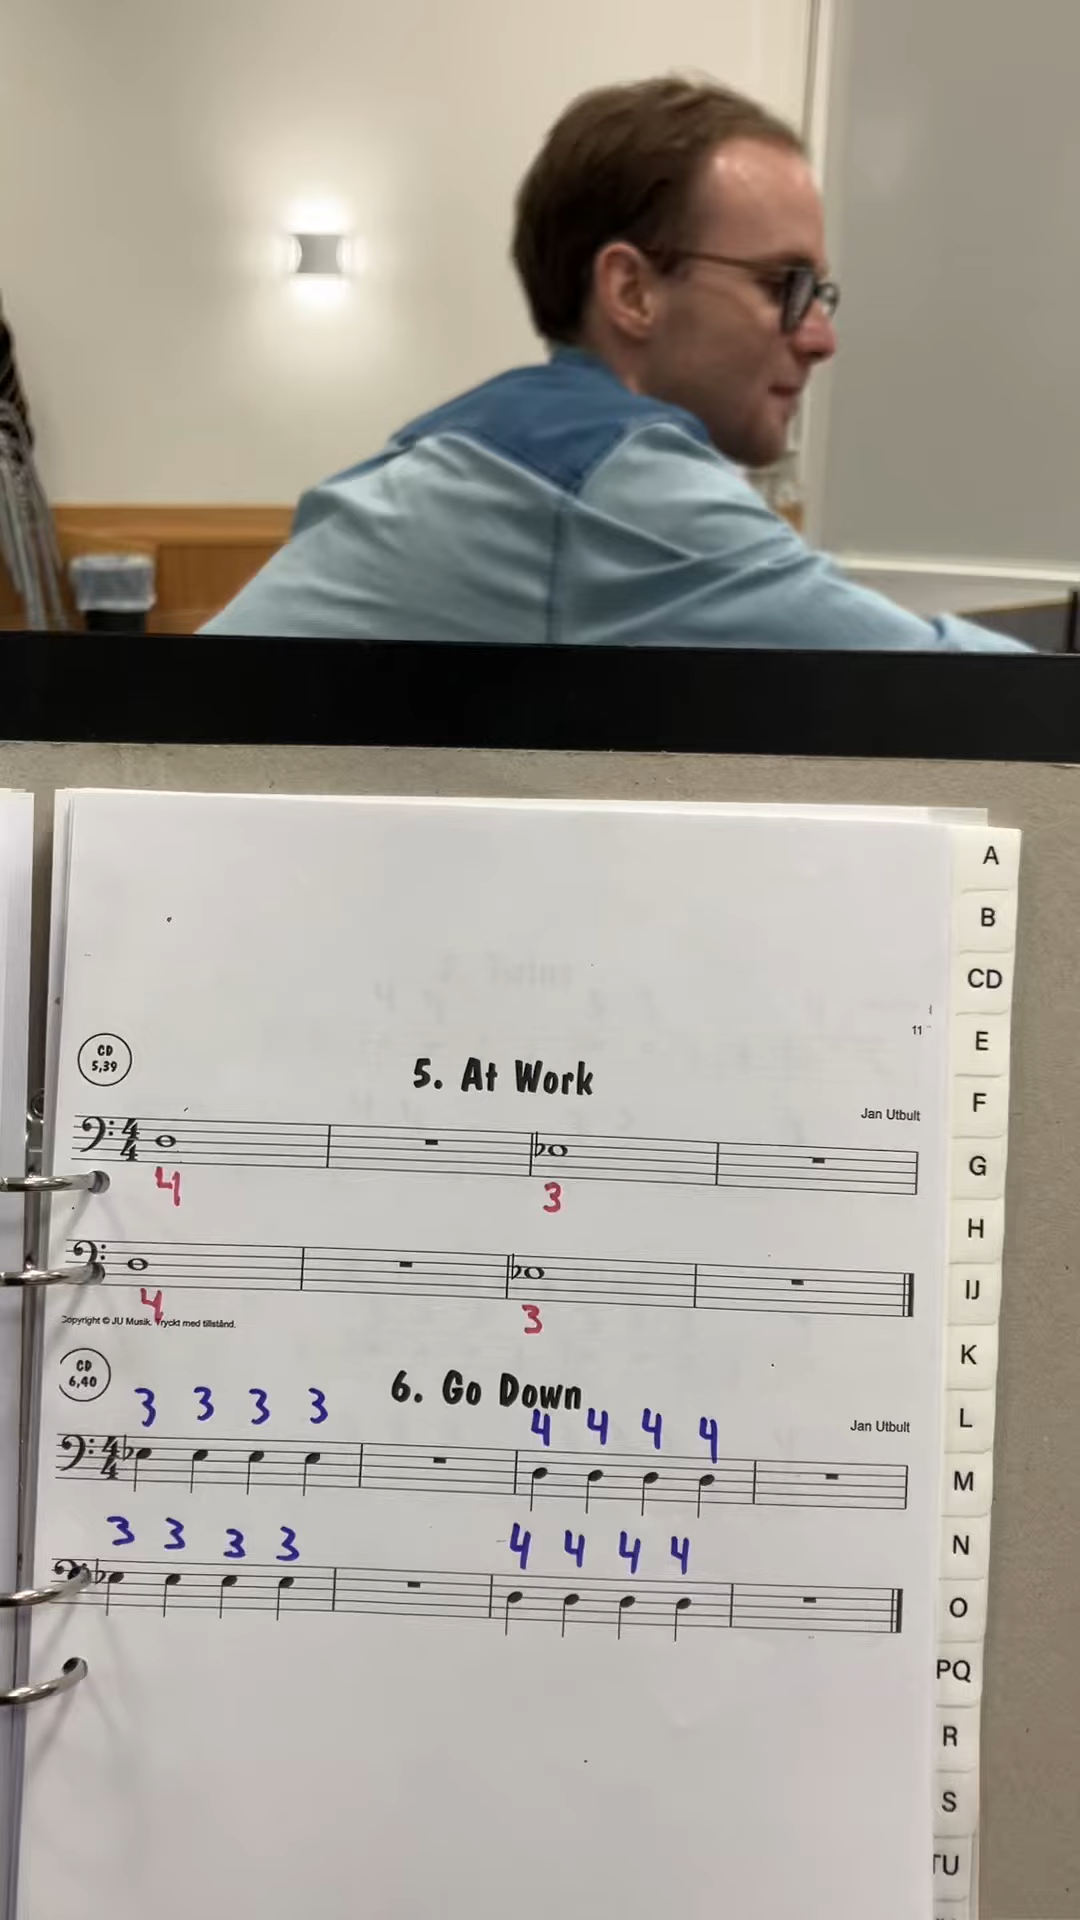 A
B
CD
E
F
G
H
IJ
K
L
M
N
O
PQ
R
S
TU
11
CD
5,39
5. At Work
Jan Utbult
4 3
4 3
Copyright © JU Musik. Tryckt med tillstånd.
CD
6,40
6. Go Down
Jan Utbult
3 3 3 3 4 4 4 4
3 3 3 3 4 4 4 4